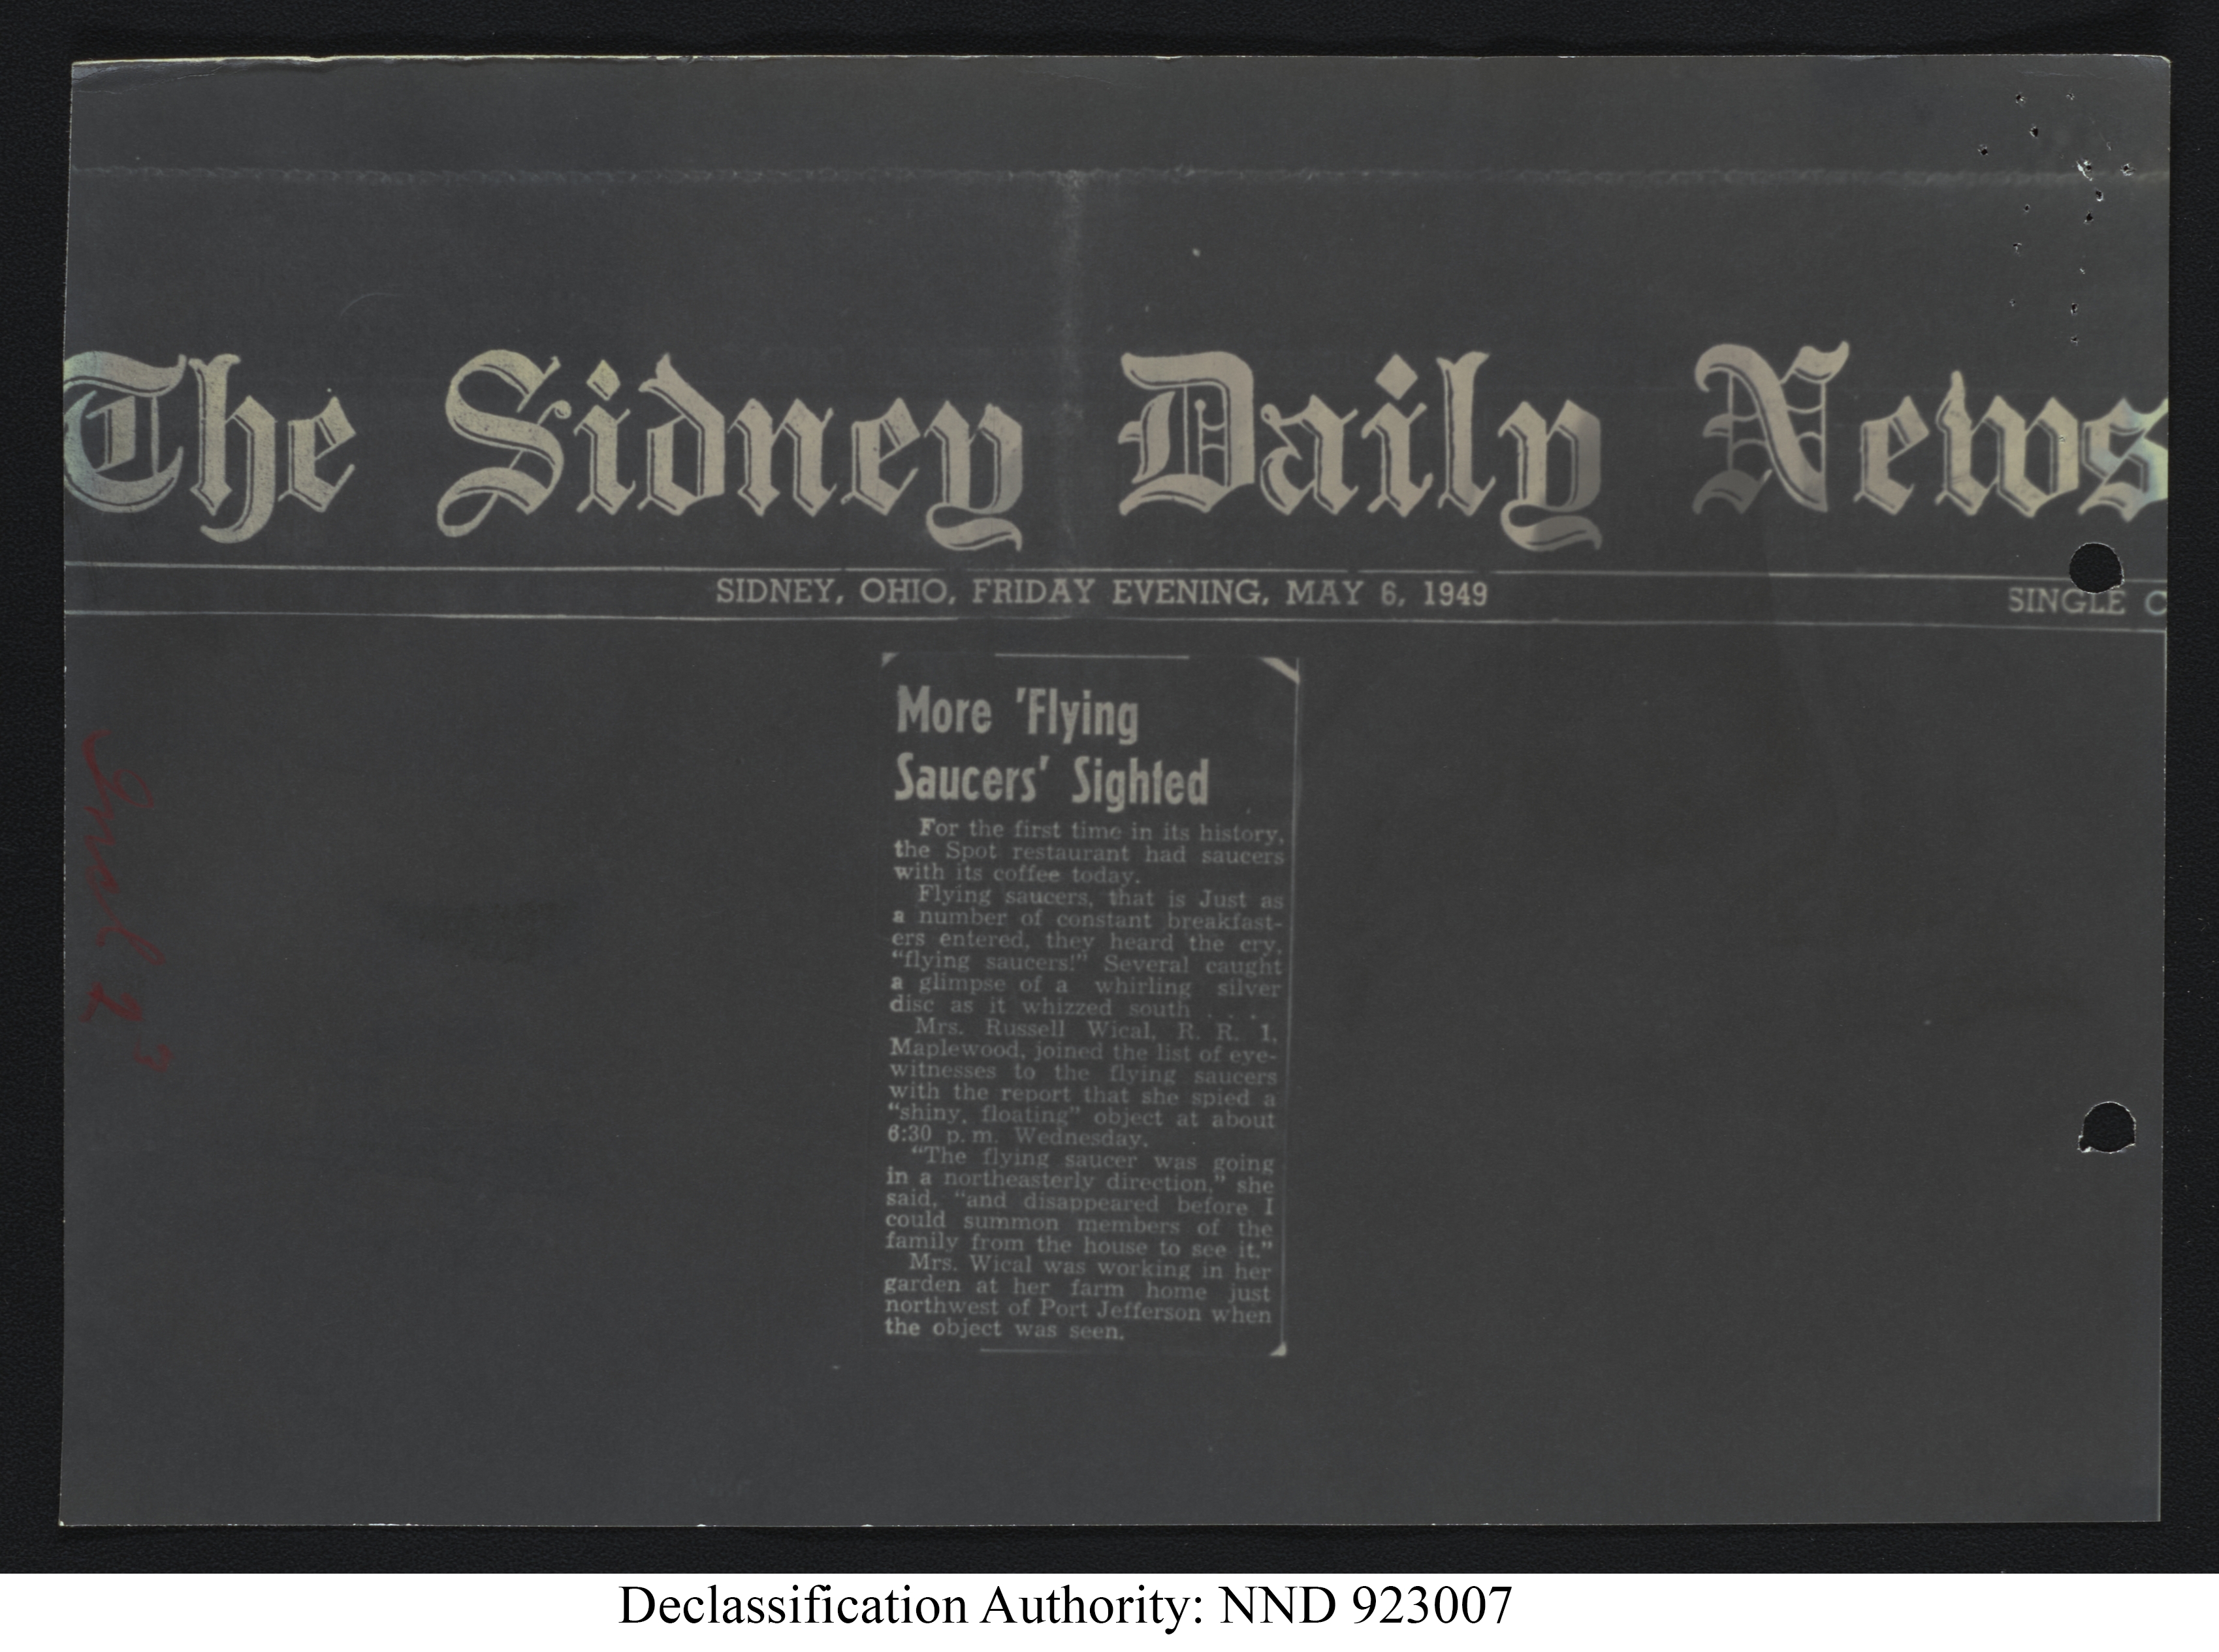 The Sidney Daily News
SIDNEY, OHIO, FRIDAY EVENING, MAY 6, 1949
SINGLE C
More 'Flying
Saucers' Sighted
For the first time in its history,
the Spot restaurant had saucers
with its coffee today.
Flying saucers, that is Just as
a number of constant breakfast-
ers entered, they heard the cry,
"flying saucers!" Several caught
a glimpse of a whirling silver
disc as it whizzed south . . .
Mrs. Russell Wical, R. R. 1,
Maplewood, joined the list of eye-
witnesses to the flying saucers
with the report that she spied a
"shiny, floating" object at about
6:30 p. m. Wednesday.
"The flying saucer was going
in a northeasterly direction," she
said, "and disappeared before I
could summon members of the
family from the house to see it."
Mrs. Wical was working in her
garden at her farm home just
northwest of Port Jefferson when
the object was seen.
Incl 2
3
Declassification Authority: NND 923007